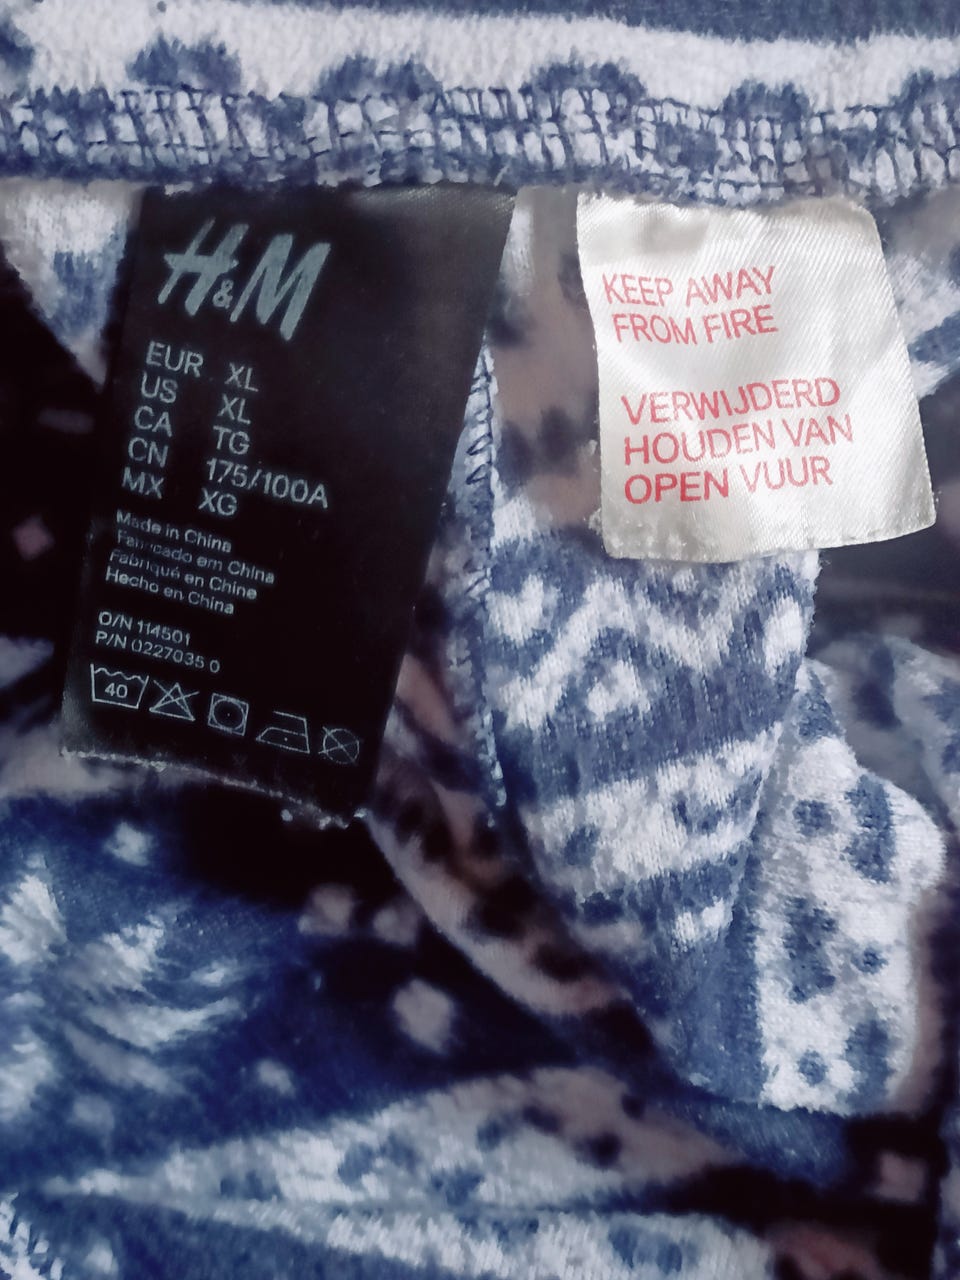 H&M
EUR XL
US XL
CA TG
CN 175/100A
MX XG
Made in China
Fabricado em China
Fabriqué en Chine
Hecho en China
O/N 114501
P/N 0227035 0
40
KEEP AWAY
FROM FIRE
VERWIJDERD
HOUDEN VAN
OPEN VUUR